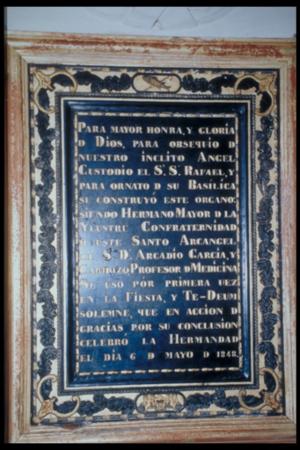 PARA MAYOR HONRA, Y GLORIA
D DIOS, PARA OBSEQUIO D
NUESTRO INCLITO ANGEL
CUSTODIO EL Sr. S. RAFAEL, Y
PARA ORNATO D SU BASILICA
SE CONSTRUYÓ ESTE ORGANO:
SIENDO HERMANO MAYOR D LA
YLUSTRE CONFRATERNIDAD
D ESTE SANTO ARCANGEL
EL Sr. D. ARCADIO GARCIA, Y
PROFESOR D MEDICINA
SE USO POR PRIMERA VEZ
EN LA FIESTA, Y TE-DEUM
SOLEMNE, QUE EN ACCION D
GRACIAS POR SU CONCLUSION
CELEBRO LA HERMANDAD
EL DIA 6 D MAYO D 1848